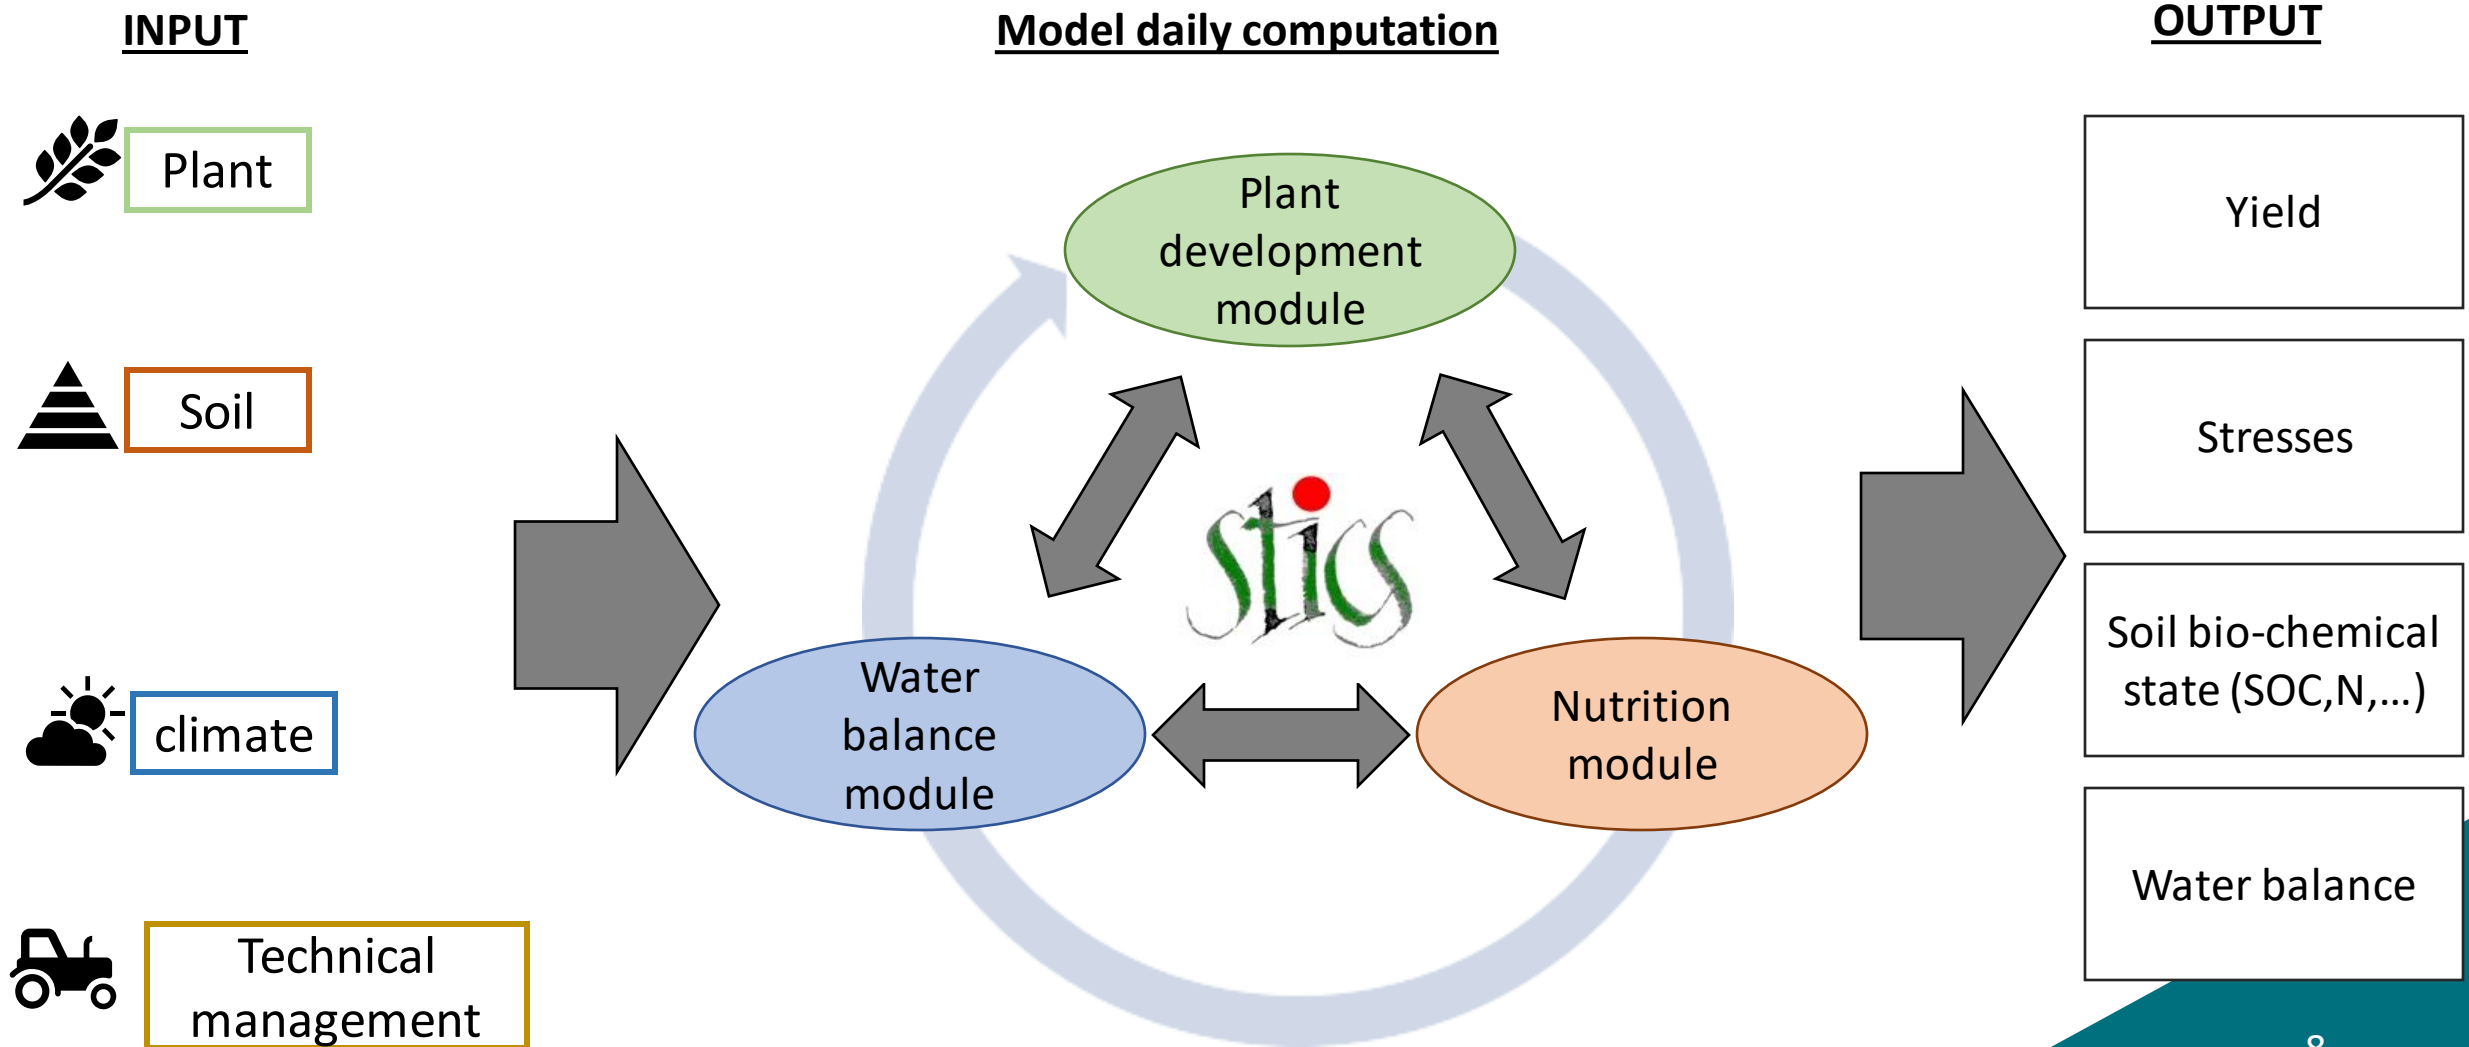 INPUT
Model daily computation
OUTPUT
Plant
Soil
climate
Technical
management
Plant
development
module
stics
Water
balance
module
Nutrition
module
Yield
Stresses
Soil bio-chemical
state (SOC,N,...)
Water balance
8